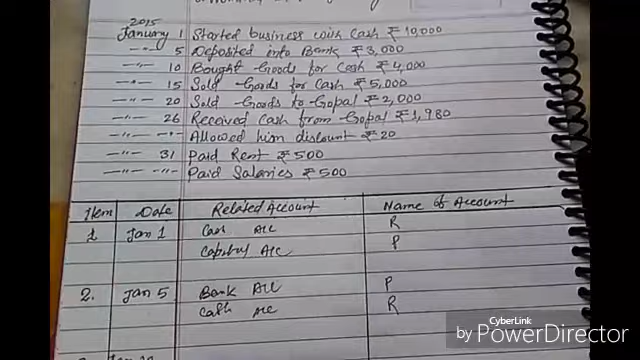 2015
January 1 Started business with Cash ₹ 10,000
-"- 5 Deposited into Bank ₹ 3,000
-"- 10 Bought Goods for Cash ₹ 4,000
-"- 15 Sold Goods for Cash ₹ 5,000
-"- 20 Sold Goods to Gopal ₹ 2,000
-"- 26 Received Cash from Gopal ₹ 1,980
-"- -"- Allowed him discount ₹ 20
-"- 31 Paid Rent ₹ 500
-"- -"- Paid Salaries ₹ 500
Item Date Related Account Name of Account
1 Jan 1 Cash A/c R
Capital A/c P
2. Jan 5 Bank A/c P
Cash A/c R
CyberLink
by PowerDirector